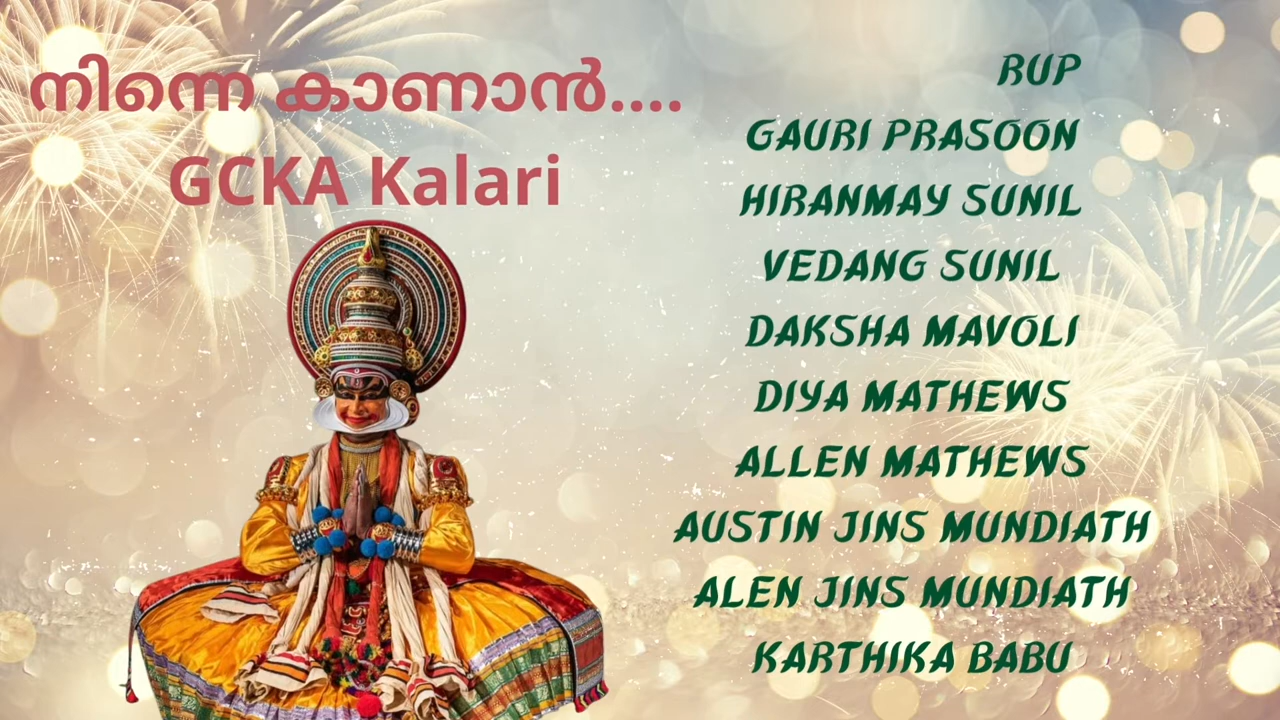 നിന്നെ കാണാൻ....
GCKA Kalari
RUP
GAURI PRASOON
HIRANMAY SUNIL
VEDANG SUNIL
DAKSHA MAVOLI
DIYA MATHEWS
ALLEN MATHEWS
AUSTIN JINS MUNDIATH
ALEN JINS MUNDIATH
KARTHIKA BABU